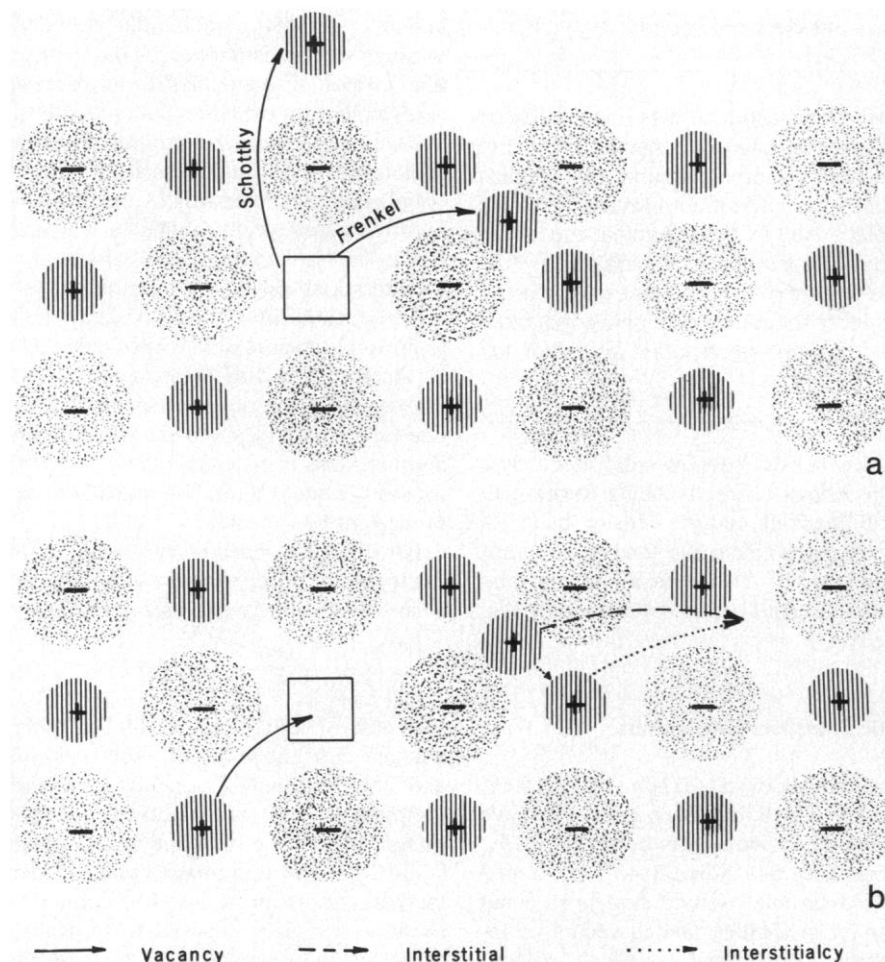 +
Schottky
− + − + − + −
Frenkel
+
+ − − + − +
− + − + − + −
a
− + − + − + −
+
+ − − + − +
− + − + − + −
b
Vacancy Interstitial Interstitialcy